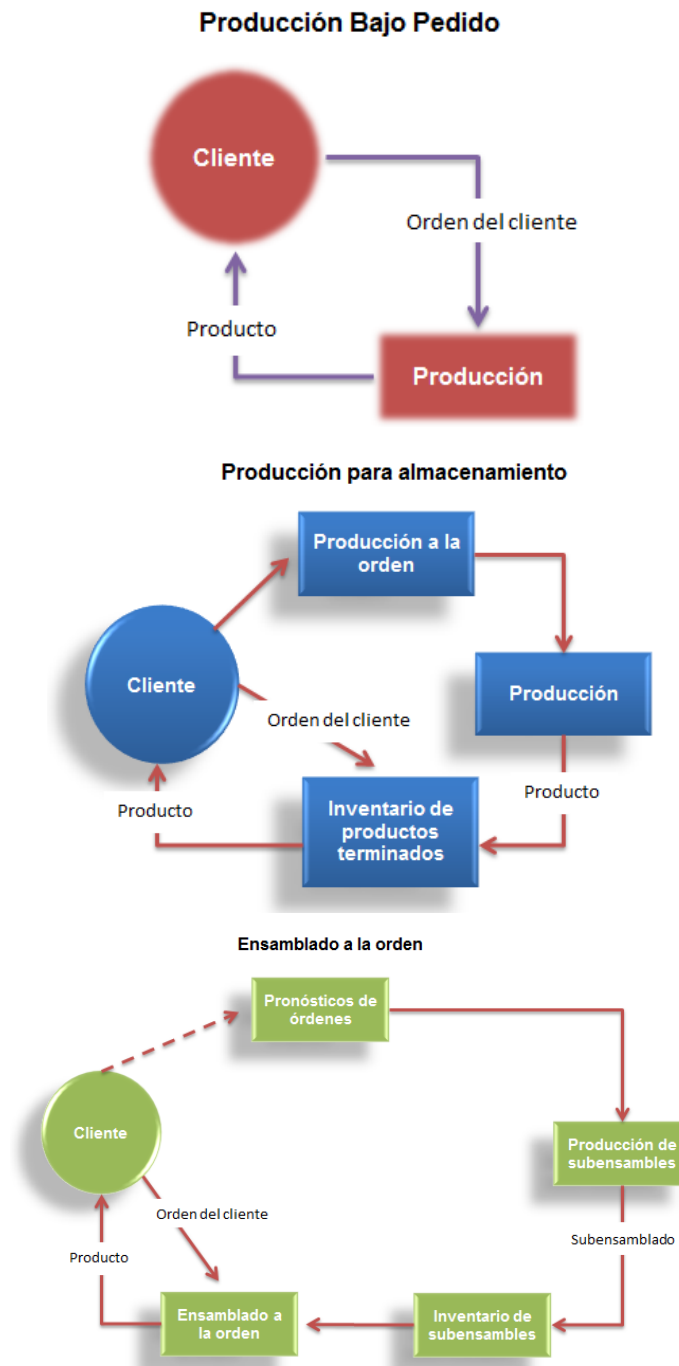 Producción Bajo Pedido
Cliente
Orden del cliente
Producto
Producción
Producción para almacenamiento
Producción a la
orden
Cliente
Producción
Orden del cliente
Producto
Producto
Inventario de
productos
terminados
Ensamblado a la orden
Pronósticos de
órdenes
Cliente
Producción de
subensambles
Orden del cliente
Subensamblado
Producto
Ensamblado a
la orden
Inventario de
subensambles